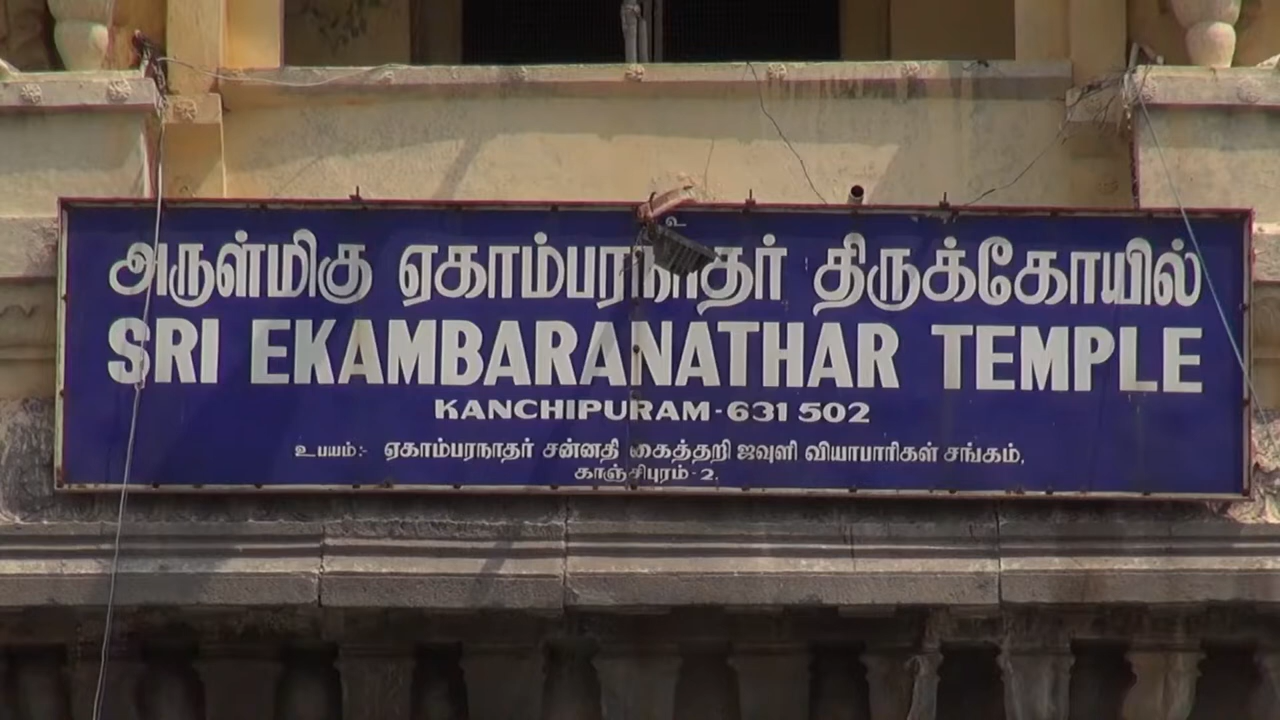 அருள்மிகு ஏகாம்பரநாதர் திருக்கோயில்
SRI EKAMBARANATHAR TEMPLE
KANCHIPURAM - 631 502
உபயம்:- ஏகாம்பரநாதர் சன்னதி கைத்தறி ஜவுளி வியாபாரிகள் சங்கம்,
காஞ்சிபுரம் - 2.